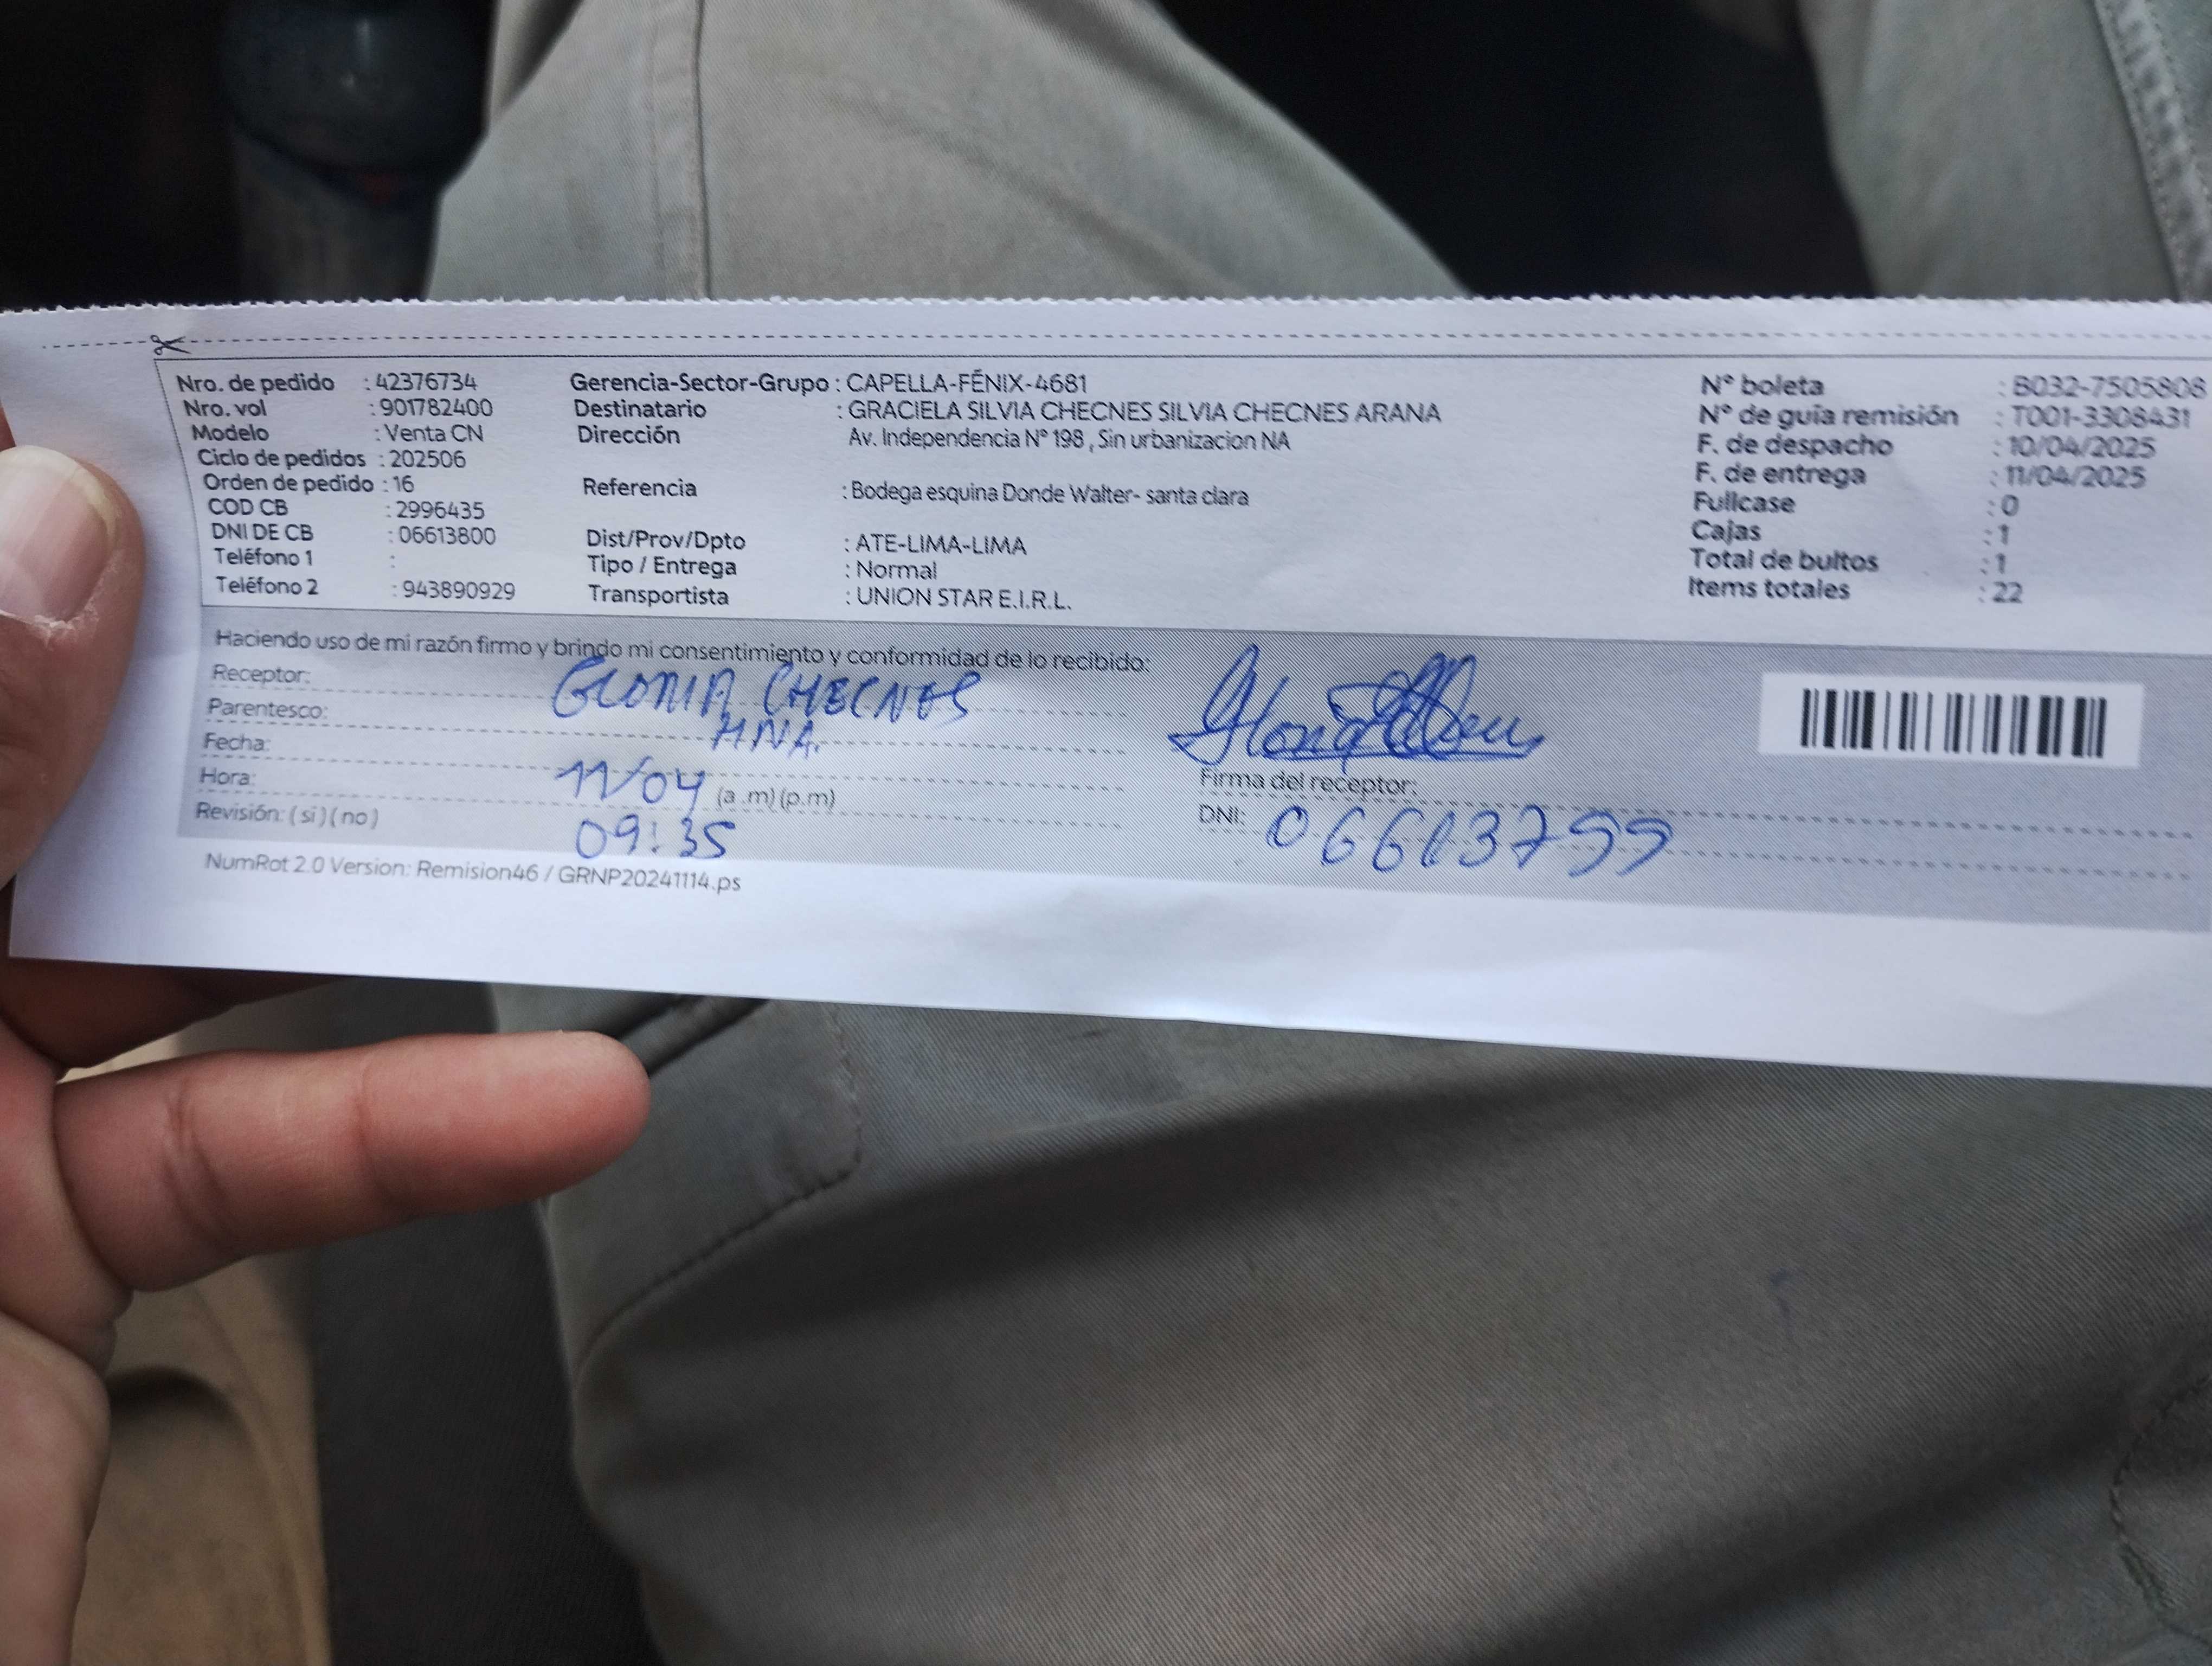 Nro. de pedido : 42376734 Gerencia-Sector-Grupo : CAPELLA-FÉNIX-4681 N° boleta : B032-7505808
Nro. vol : 901782400 Destinatario : GRACIELA SILVIA CHECNES SILVIA CHECNES ARANA N° de guía remisión : T001-3308431
Modelo : Venta CN Dirección Av. Independencia N° 198 , Sin urbanizacion NA F. de despacho : 10/04/2025
Ciclo de pedidos : 202506 F. de entrega : 11/04/2025
Orden de pedido : 16 Referencia : Bodega esquina Donde Walter- santa clara Fullcase : 0
COD CB : 2996435 Cajas : 1
DNI DE CB : 06613800 Dist/Prov/Dpto : ATE-LIMA-LIMA Total de bultos : 1
Teléfono 1 : Tipo / Entrega : Normal Items totales : 22
Teléfono 2 : 943890929 Transportista : UNION STAR E.I.R.L.
Haciendo uso de mi razón firmo y brindo mi consentimiento y conformidad de lo recibido:
Receptor: GLORIA CHECNES
Parentesco: HNA.
Fecha: 11/04
Hora: (a .m) (p.m) Firma del receptor:
Revisión: ( si ) ( no ) 09:35 DNI: 06613799
NumRot 2.0 Version: Remision46 / GRNP20241114.ps